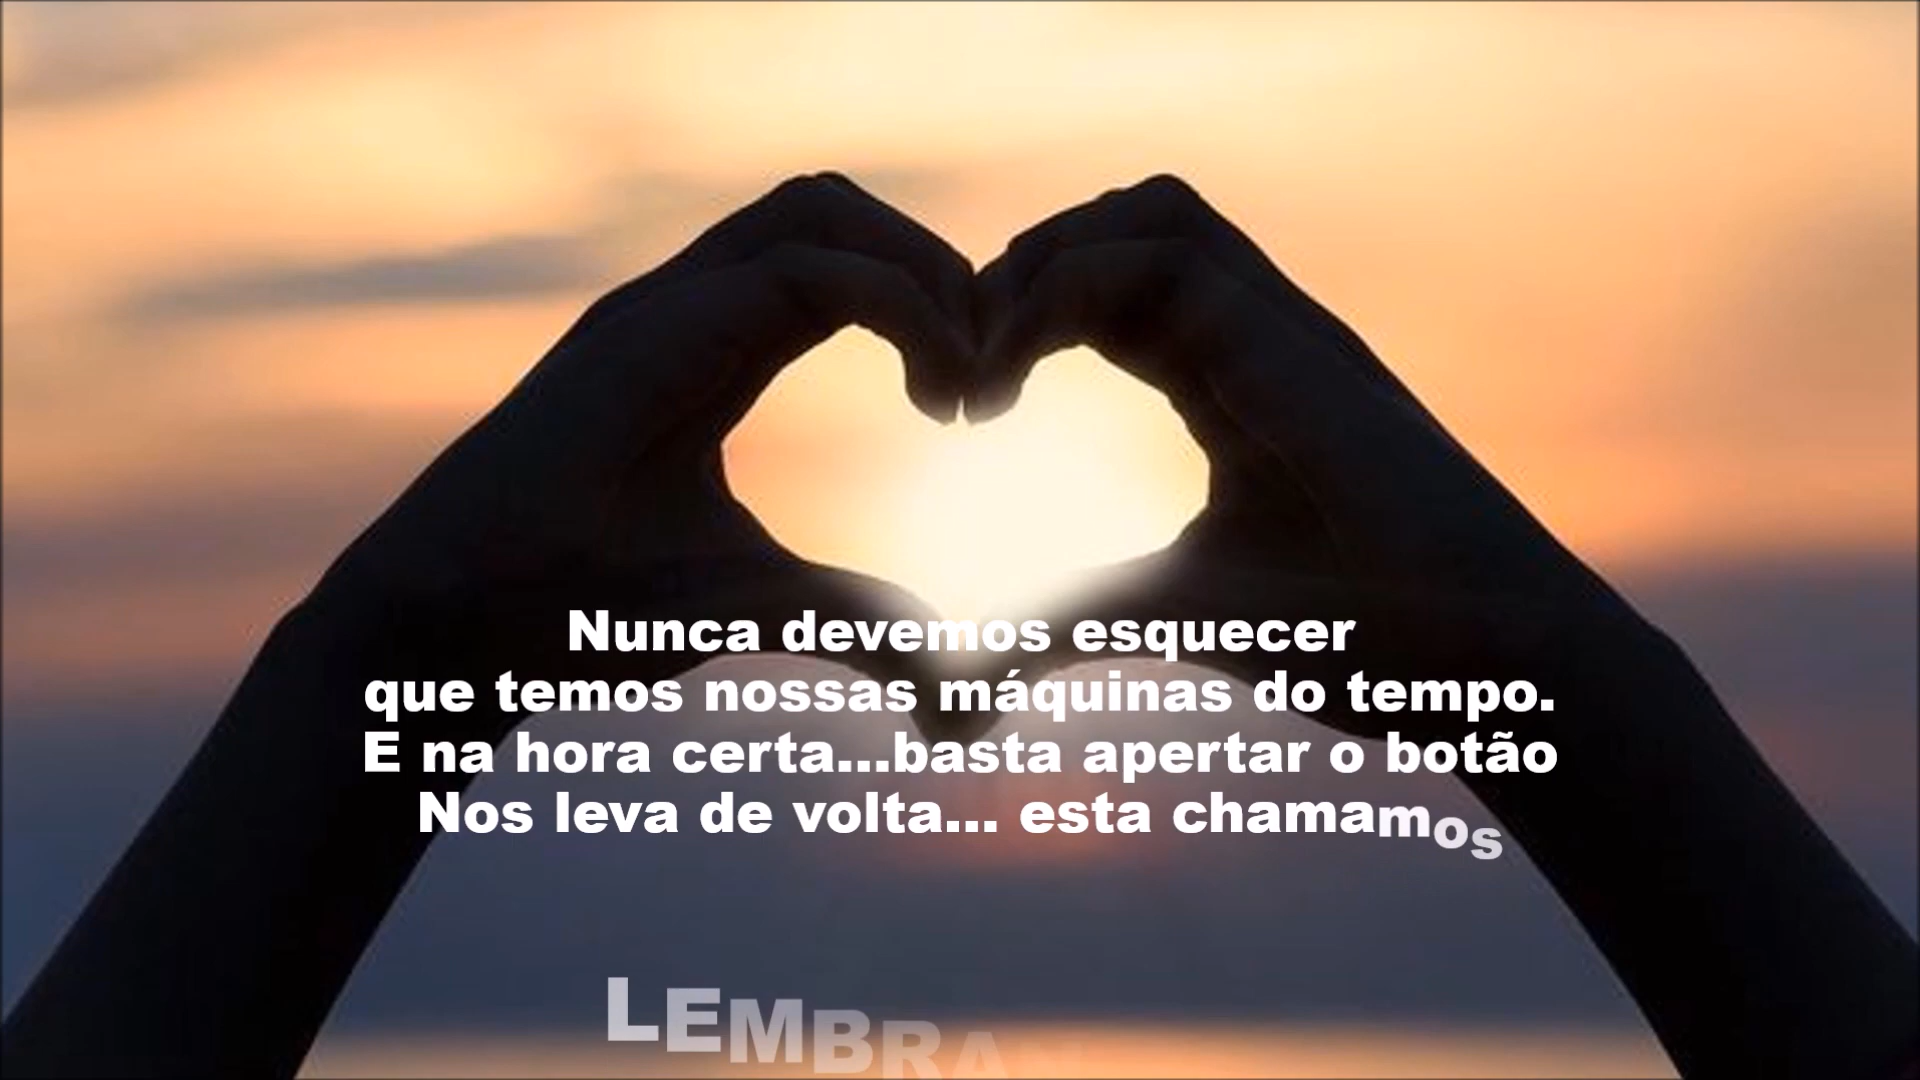 Nunca devemos esquecer
que temos nossas máquinas do tempo.
E na hora certa...basta apertar o botão
Nos leva de volta... esta chamamos
LEMBRAN